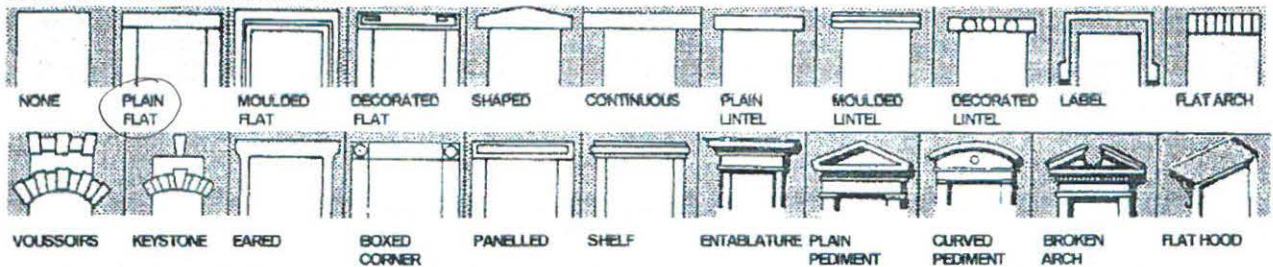 NONE PLAIN MOULDED DECORATED SHAPED CONTINUOUS PLAIN MOULDED DECORATED LABEL FLAT ARCH
FLAT FLAT FLAT LINTEL LINTEL LINTEL
VOUSSOIRS KEYSTONE EARED BOXED PANELLED SHELF ENTABLATURE PLAIN CURVED BROKEN FLAT HOOD
CORNER PEDIMENT PEDIMENT ARCH